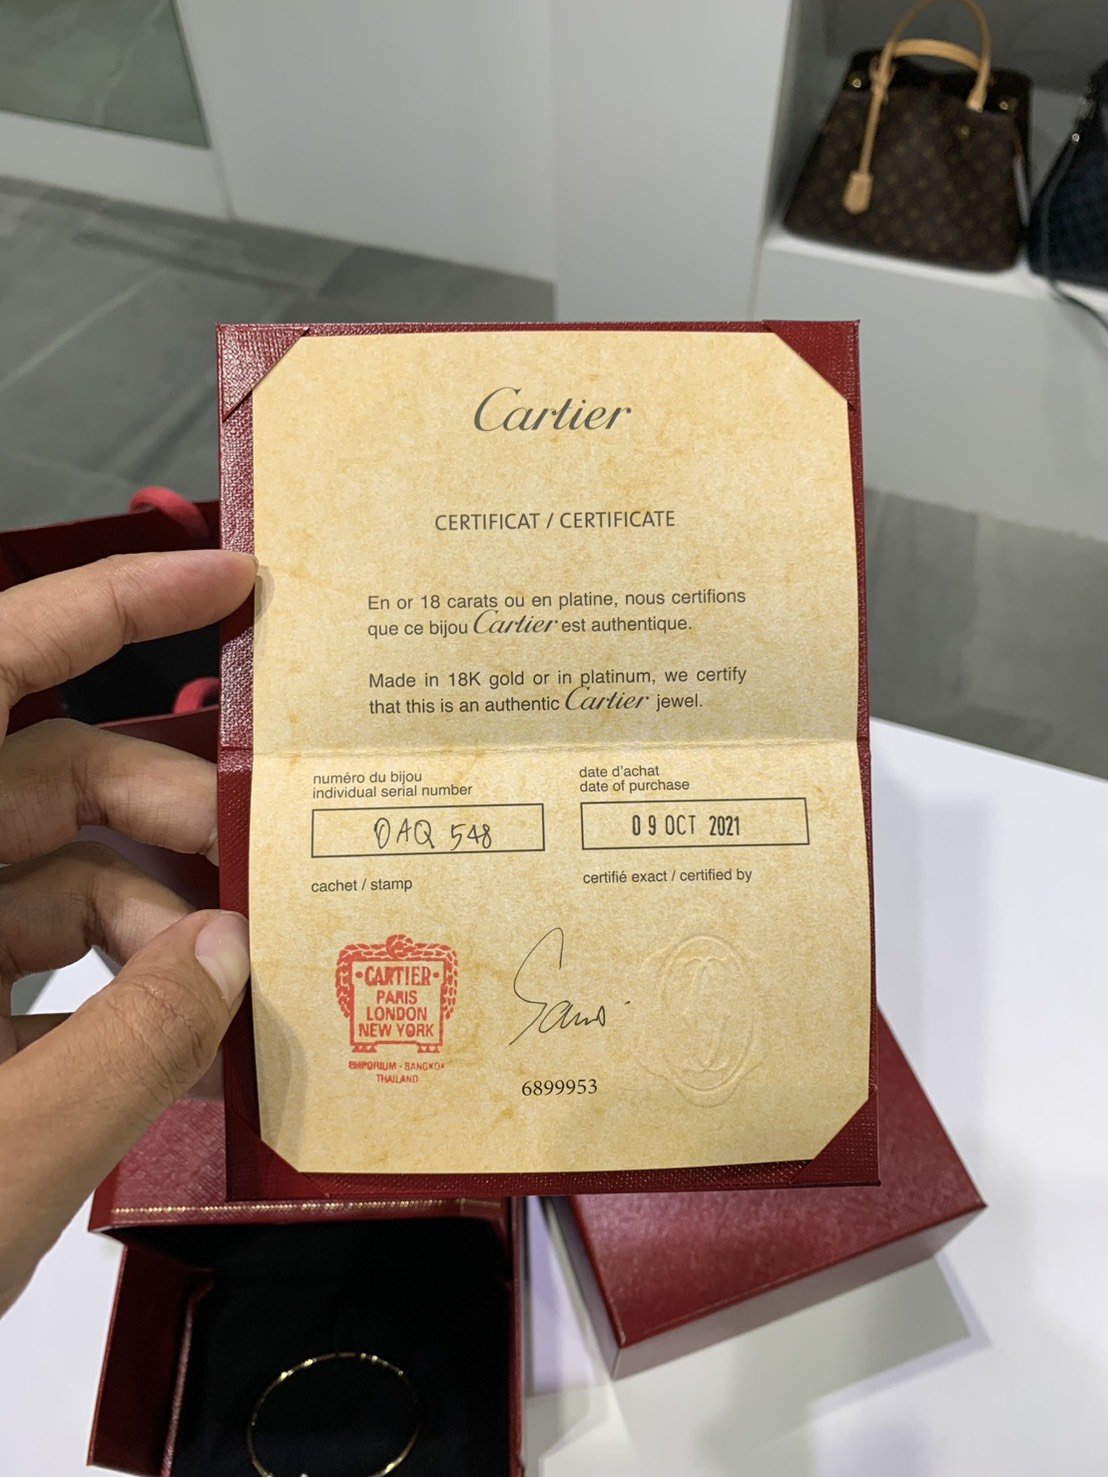 Cartier
CERTIFICAT / CERTIFICATE
En or 18 carats ou en platine, nous certifions
que ce bijou Cartier est authentique.
Made in 18K gold or in platinum, we certify
that this is an authentic Cartier jewel.
numéro du bijou
individual serial number
OAQ 548
date d'achat
date of purchase
09 OCT 2021
cachet / stamp
certifié exact / certified by
·CARTIER·
PARIS
LONDON
NEW YORK
EMPORIUM - BANGKOK
THAILAND
6899953